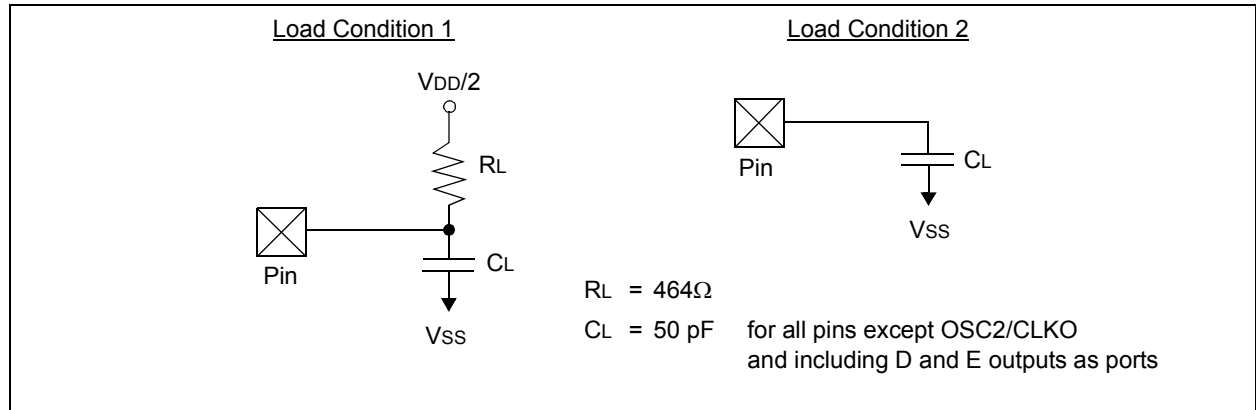 Load Condition 1
VDD/2
RL
Pin
CL
VSS
Load Condition 2
Pin
CL
VSS
RL = 464Ω
CL = 50 pF for all pins except OSC2/CLKO
and including D and E outputs as ports